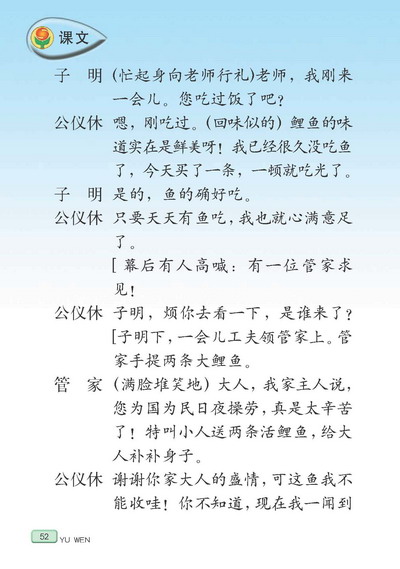 课文
子 明 (忙起身向老师行礼)老师，我刚来
一会儿。您吃过饭了吧？
公仪休 嗯，刚吃过。(回味似的) 鲤鱼的味
道实在是鲜美呀！我已经很久没吃鱼
了，今天买了一条，一顿就吃光了。
子 明 是的，鱼的确好吃。
公仪休 只要天天有鱼吃，我也就心满意足
了。
［幕后有人高喊：有一位管家求
见！
公仪休 子明，烦你去看一下，是谁来了？
［子明下，一会儿工夫领管家上。管
家手提两条大鲤鱼。
管 家 (满脸堆笑地) 大人，我家主人说，
您为国为民日夜操劳，真是太辛苦
了！特叫小人送两条活鲤鱼，给大
人补补身子。
公仪休 谢谢你家大人的盛情，可这鱼我不
能收哇！你不知道，现在我一闻到
52 YU WEN